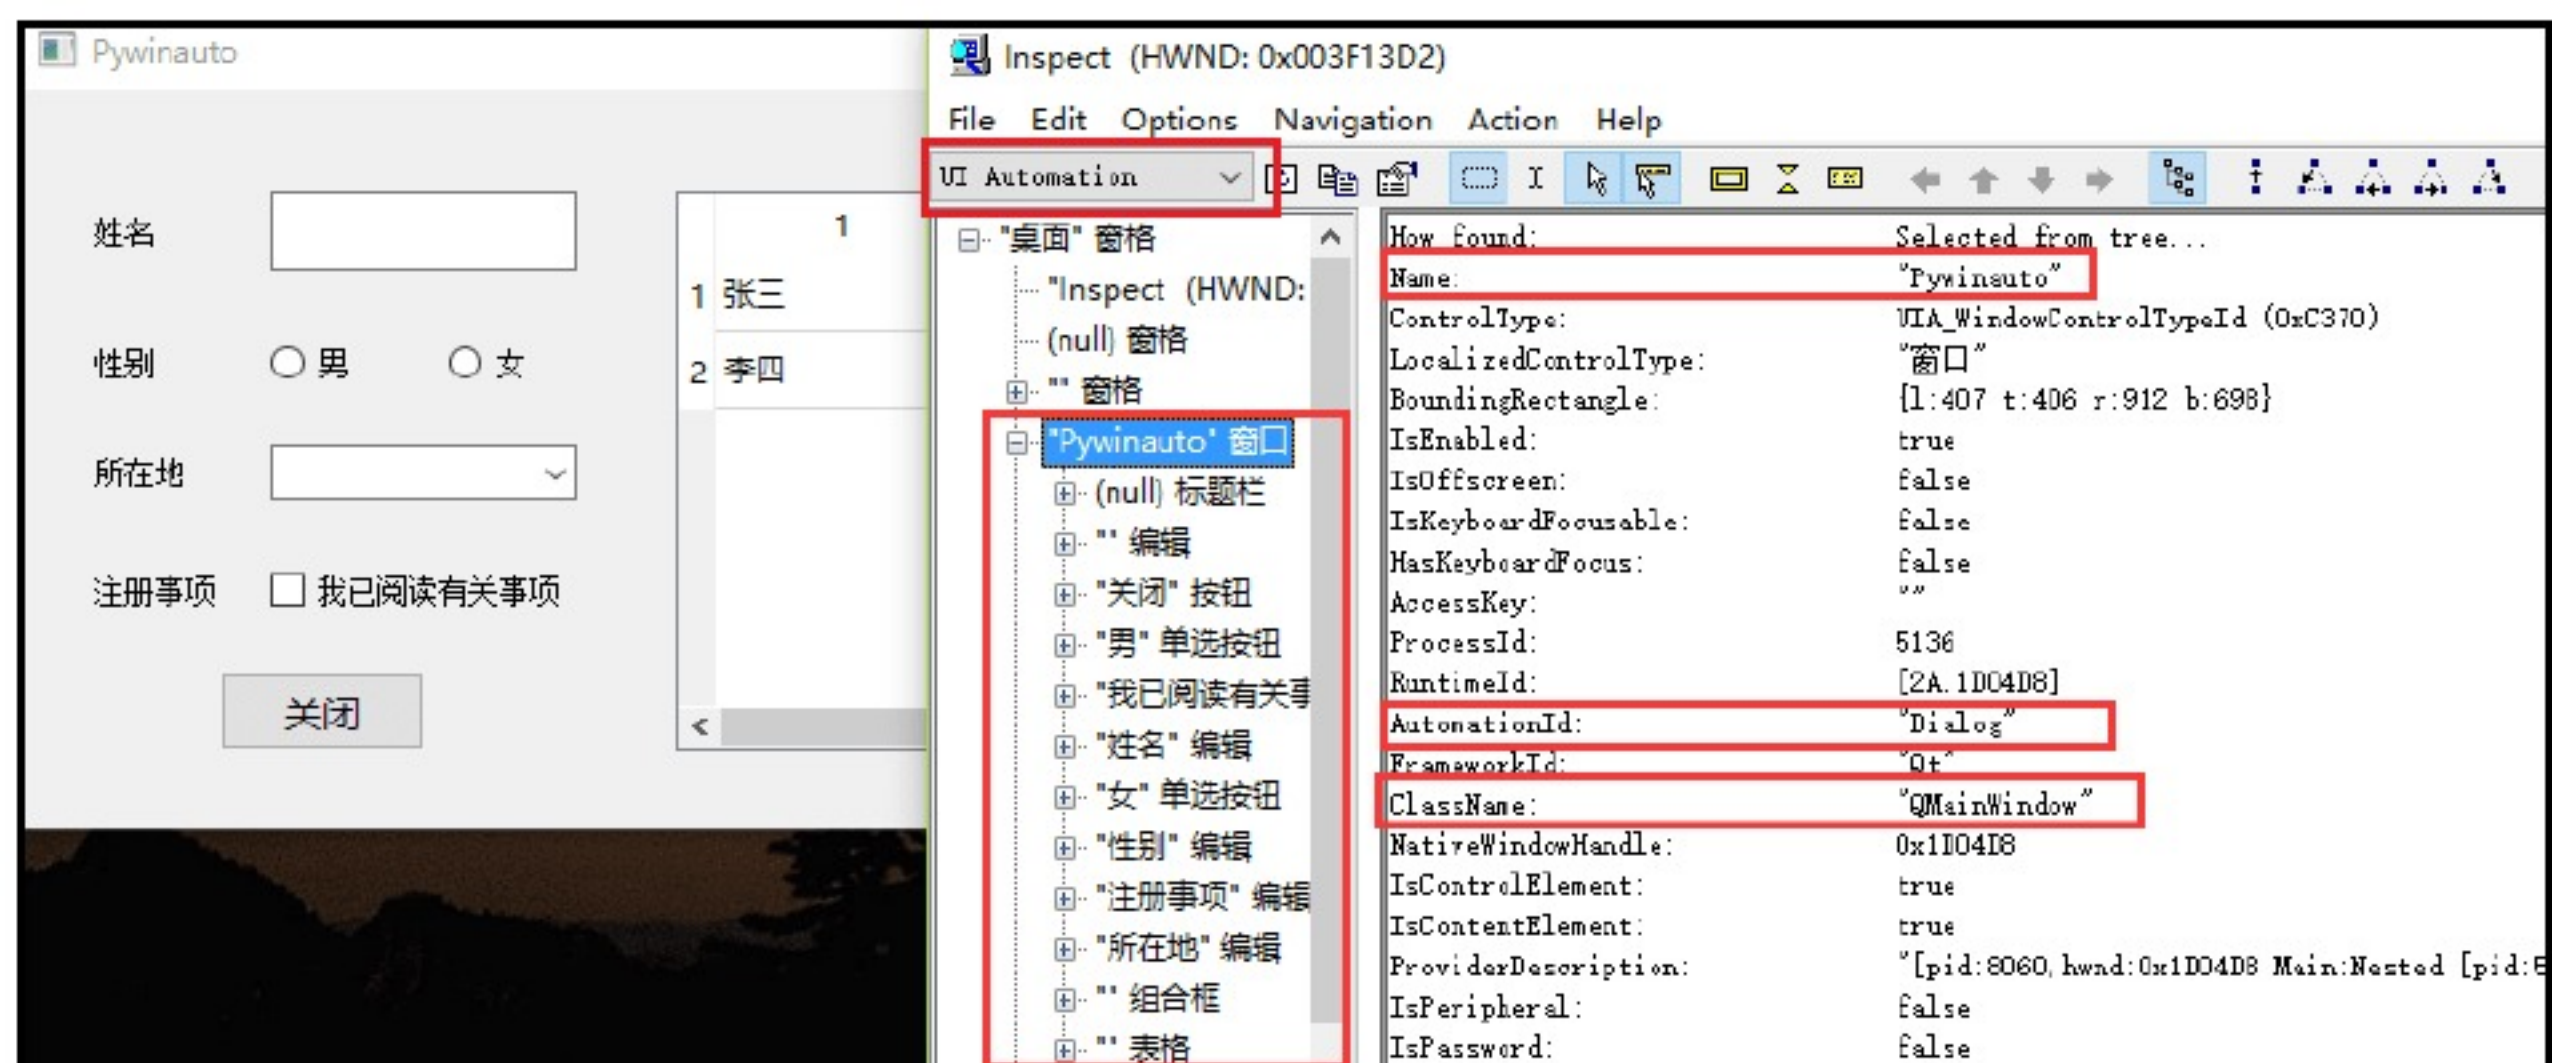 Pywinauto
姓名
性别
男
女
所在地
注册事项
我已阅读有关事项
关闭
1
1 张三
2 李四
Inspect (HWND: 0x003F13D2)
File Edit Options Navigation Action Help
UI Automation
"桌面" 窗格
"Inspect (HWND:
(null) 窗格
"" 窗格
"Pywinauto" 窗口
(null) 标题栏
"" 编辑
"关闭" 按钮
"男" 单选按钮
"我已阅读有关事
"姓名" 编辑
"女" 单选按钮
"性别" 编辑
"注册事项" 编辑
"所在地" 编辑
"" 组合框
"" 表格
How found: Selected from tree...
Name: "Pywinauto"
ControlType: UIA_WindowControlTypeId (0xC370)
LocalizedControlType: "窗口"
BoundingRectangle: {l:407 t:406 r:912 b:698}
IsEnabled: true
IsOffscreen: false
IsKeyboardFocusable: false
HasKeyboardFocus: false
AccessKey: ""
ProcessId: 5136
RuntimeId: [2A.1D04D8]
AutomationId: "Dialog"
FrameworkId: "Qt"
ClassName: "QMainWindow"
NativeWindowHandle: 0x1D04D8
IsControlElement: true
IsContentElement: true
ProviderDescription: "[pid:8060,hwnd:0x1D04D8 Main:Nested [pid:
IsPeripheral: false
IsPassword: false